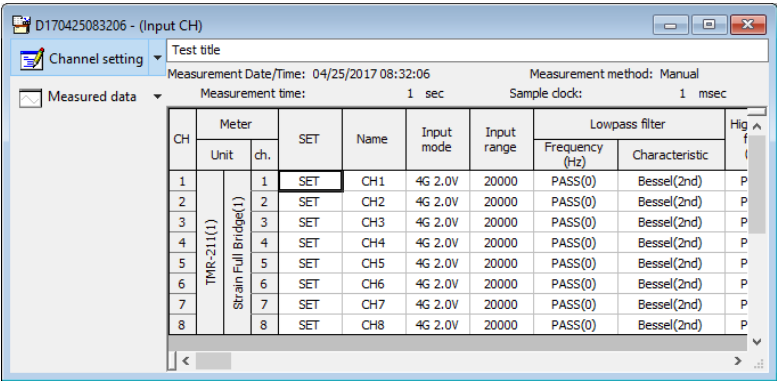 D170425083206 - (Input CH)
Channel setting
Measured data
Test title
Measurement Date/Time: 04/25/2017 08:32:06 Measurement method: Manual
Measurement time: 1 sec Sample clock: 1 msec
CH Meter SET Name Input mode Input range Lowpass filter Hig
Unit ch. Frequency (Hz) Characteristic
TMR-211(1)
Strain Full Bridge(1)
1 1 SET CH1 4G 2.0V 20000 PASS(0) Bessel(2nd) P
2 2 SET CH2 4G 2.0V 20000 PASS(0) Bessel(2nd) P
3 3 SET CH3 4G 2.0V 20000 PASS(0) Bessel(2nd) P
4 4 SET CH4 4G 2.0V 20000 PASS(0) Bessel(2nd) P
5 5 SET CH5 4G 2.0V 20000 PASS(0) Bessel(2nd) P
6 6 SET CH6 4G 2.0V 20000 PASS(0) Bessel(2nd) P
7 7 SET CH7 4G 2.0V 20000 PASS(0) Bessel(2nd) P
8 8 SET CH8 4G 2.0V 20000 PASS(0) Bessel(2nd) P